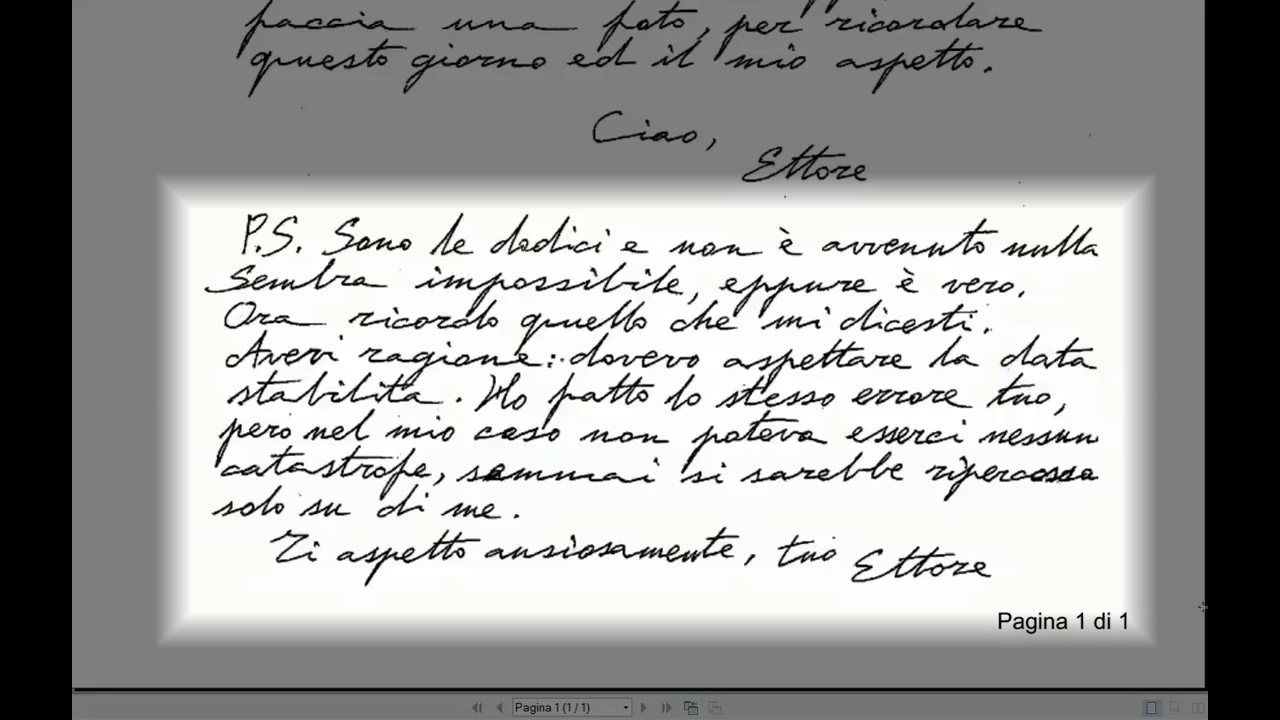 faccia una foto, per ricordare
questo giorno ed il mio aspetto.
Ciao,
Ettore
P.S. Sono le dodici e non è avvenuto nulla
Sembra impossibile, eppure è vero.
Ora ricordo quello che mi dicesti.
Avevi ragione: dovevo aspettare la data
stabilita. Ho fatto lo stesso errore tuo,
pero nel mio caso non poteva esserci nessun
catastrofe, semmai si sarebbe ripercossa
solo su di me.
Ti aspetto ansiosamente, tuo Ettore
Pagina 1 di 1
Pagina 1 (1 / 1)